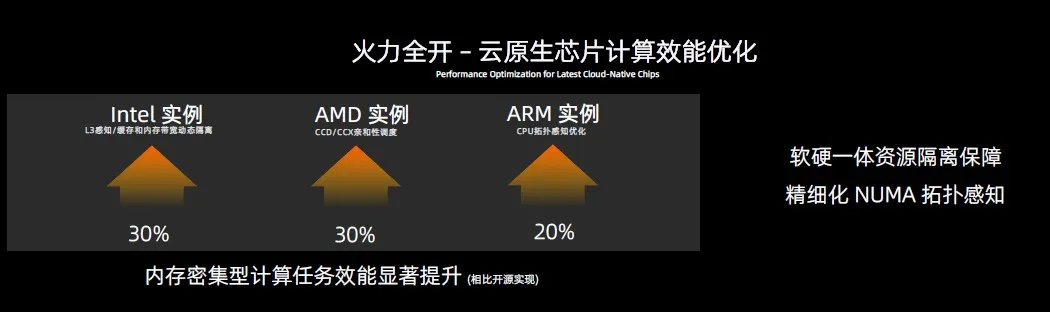 火力全开 – 云原生芯片计算效能优化
Performance Optimization for Latest Cloud-Native Chips
Intel 实例
L3感知/缓存和内存带宽动态隔离
30%
AMD 实例
CCD/CCX亲和性调度
30%
ARM 实例
CPU拓扑感知优化
20%
内存密集型计算任务效能显著提升 (相比开源实现)
软硬一体资源隔离保障
精细化 NUMA 拓扑感知